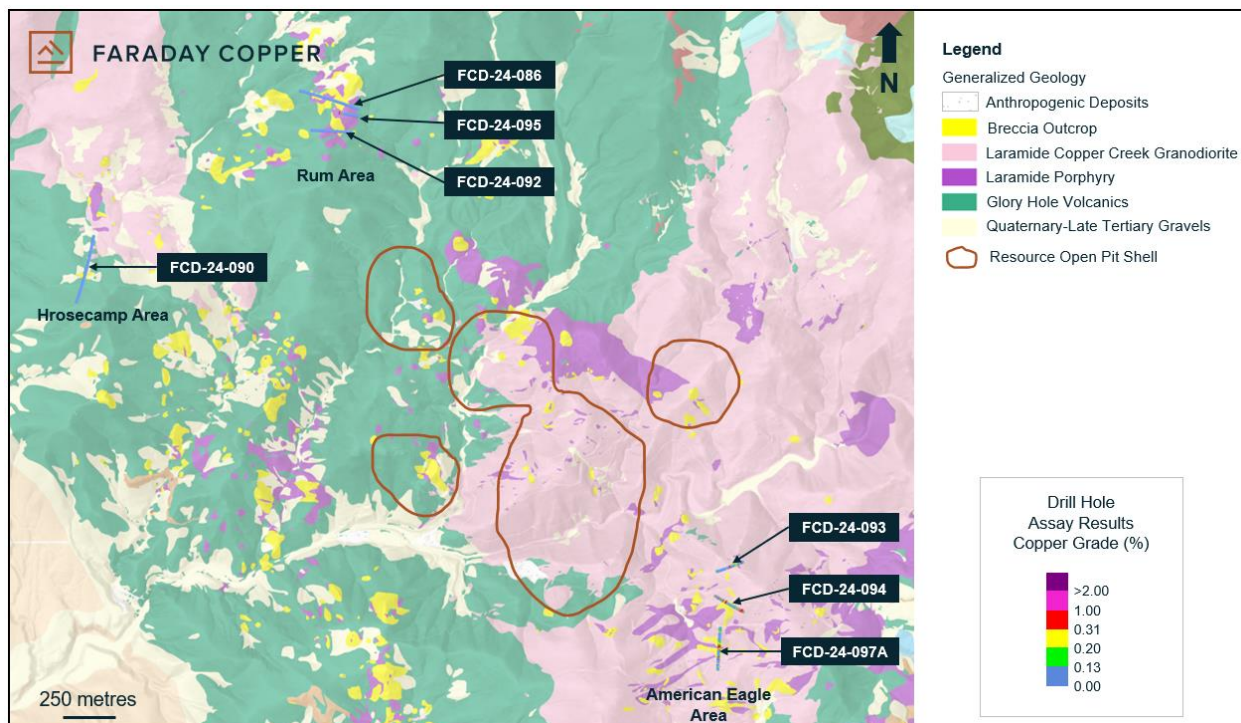 FARADAY COPPER
N
FCD-24-086
FCD-24-095
FCD-24-092
Rum Area
FCD-24-090
Hrosecamp Area
FCD-24-093
FCD-24-094
FCD-24-097A
American Eagle
Area
250 metres
Legend
Generalized Geology
Anthropogenic Deposits
Breccia Outcrop
Laramide Copper Creek Granodiorite
Laramide Porphyry
Glory Hole Volcanics
Quaternary-Late Tertiary Gravels
Resource Open Pit Shell
Drill Hole
Assay Results
Copper Grade (%)
>2.00
1.00
0.31
0.20
0.13
0.00